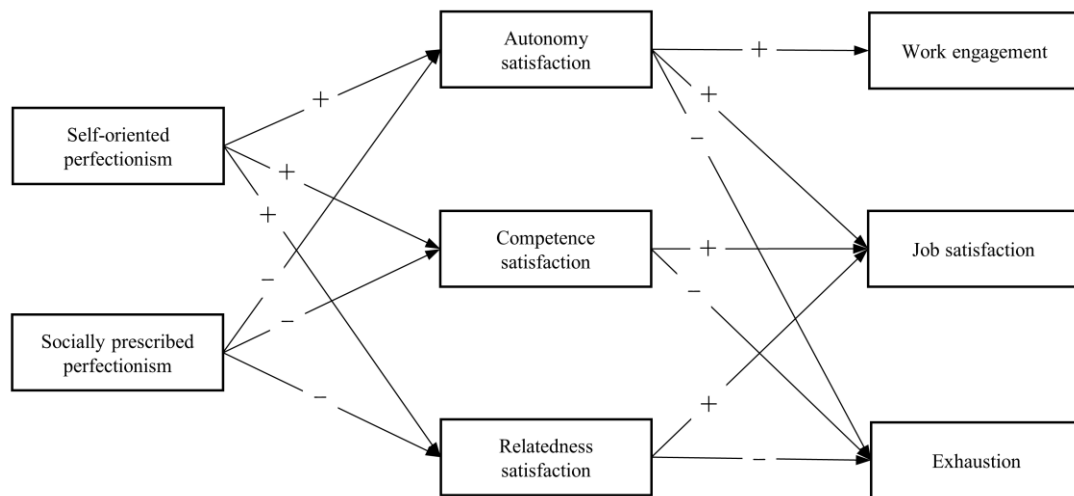 Autonomy
satisfaction
+
Work engagement
+
+
−
Self-oriented
perfectionism
+
+
Competence
satisfaction
+
Job satisfaction
−
−
−
Socially prescribed
perfectionism
−
+
Relatedness
satisfaction
−
Exhaustion